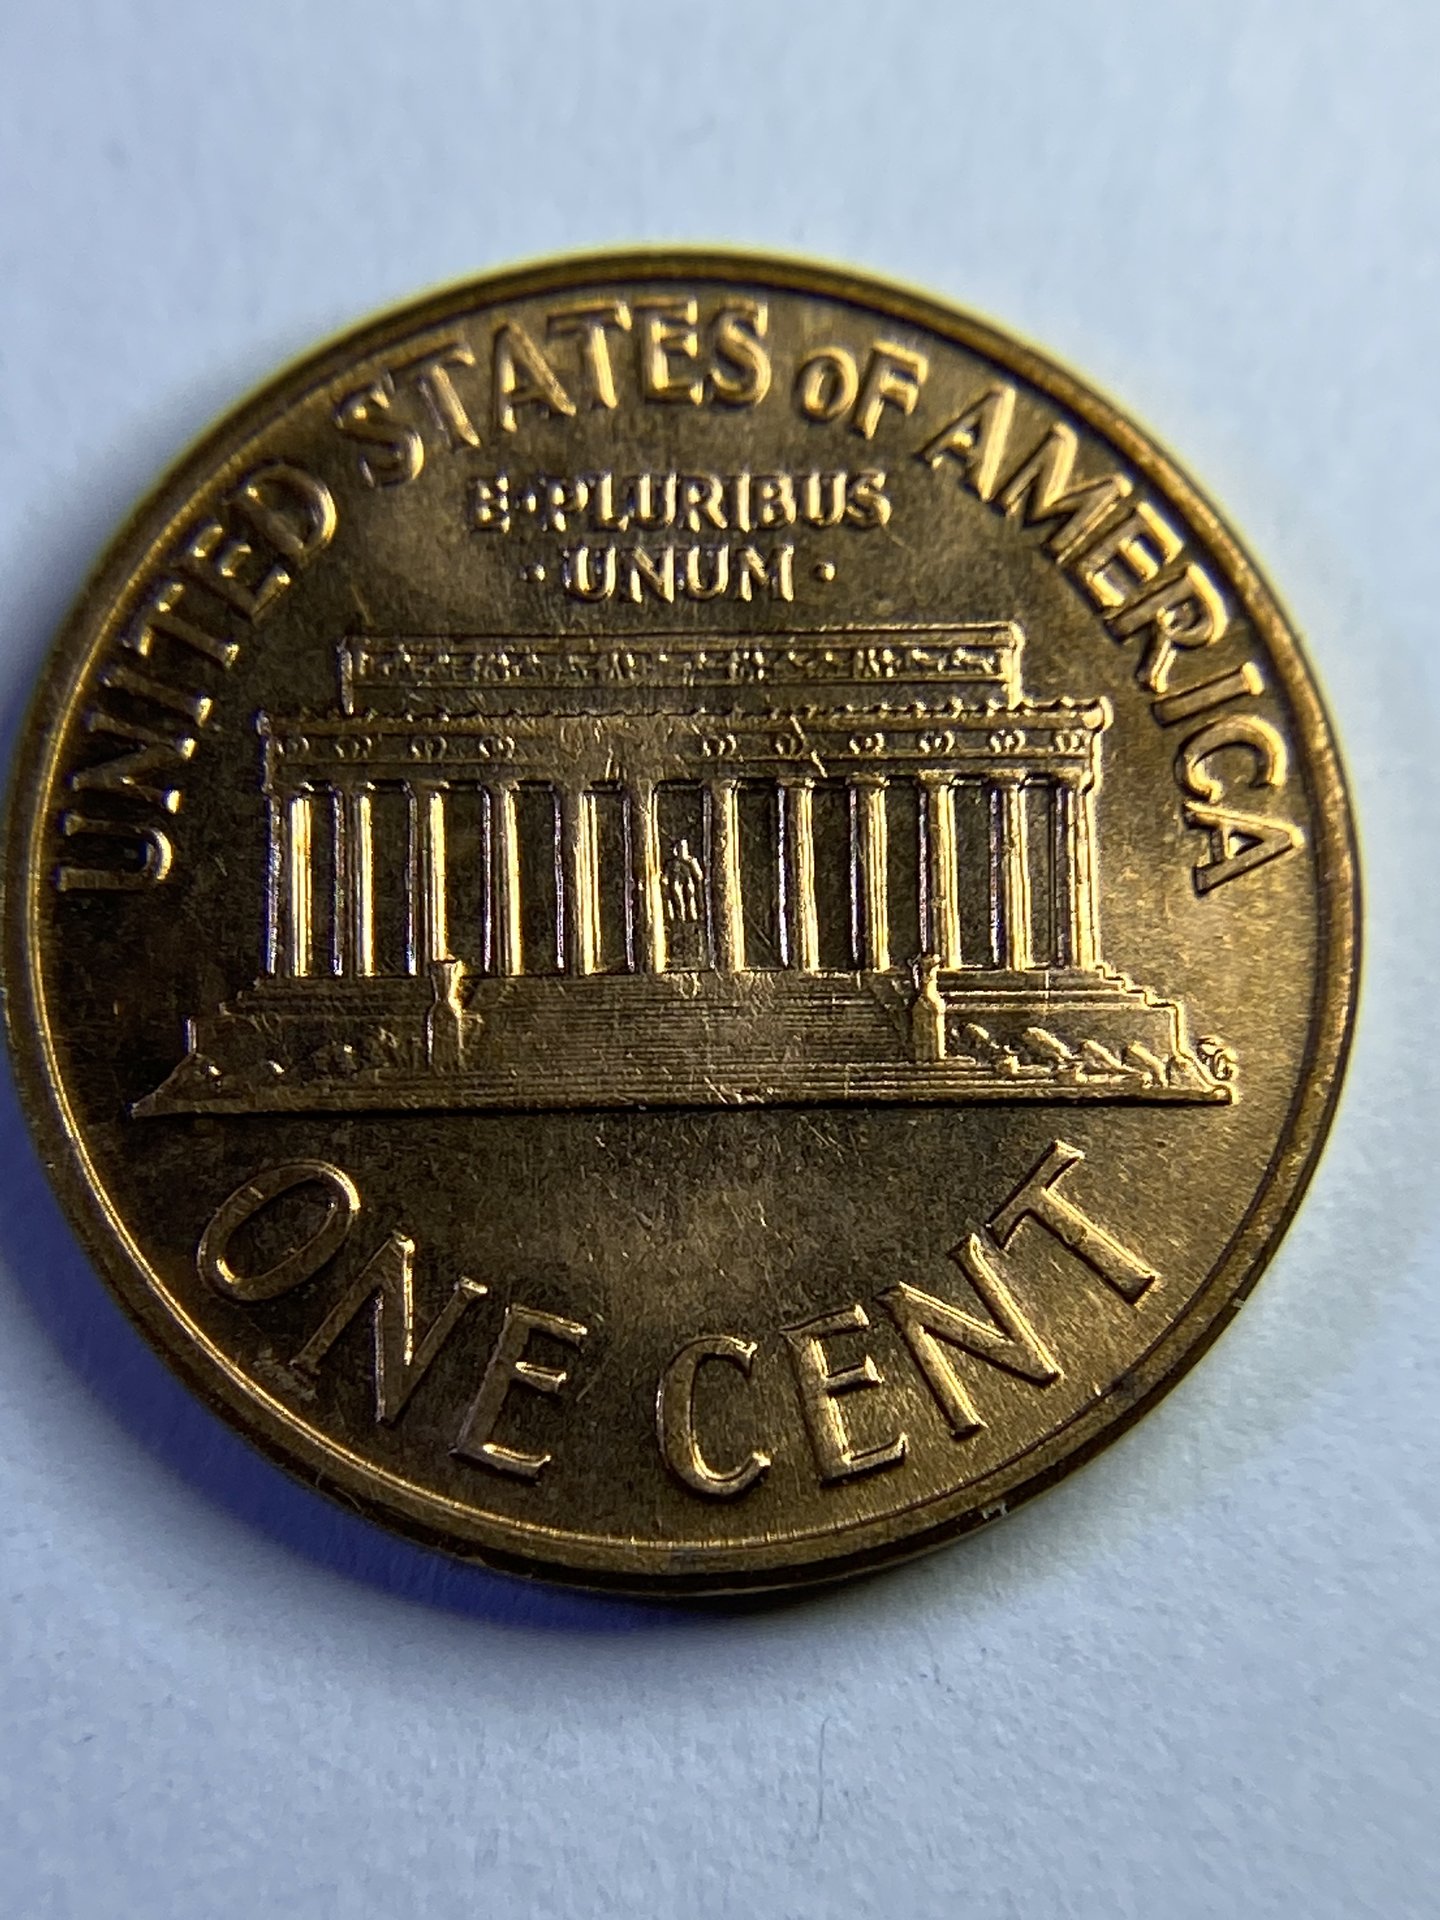 UNITED STATES OF AMERICA
E·PLURIBUS
·UNUM·
ONE CENT